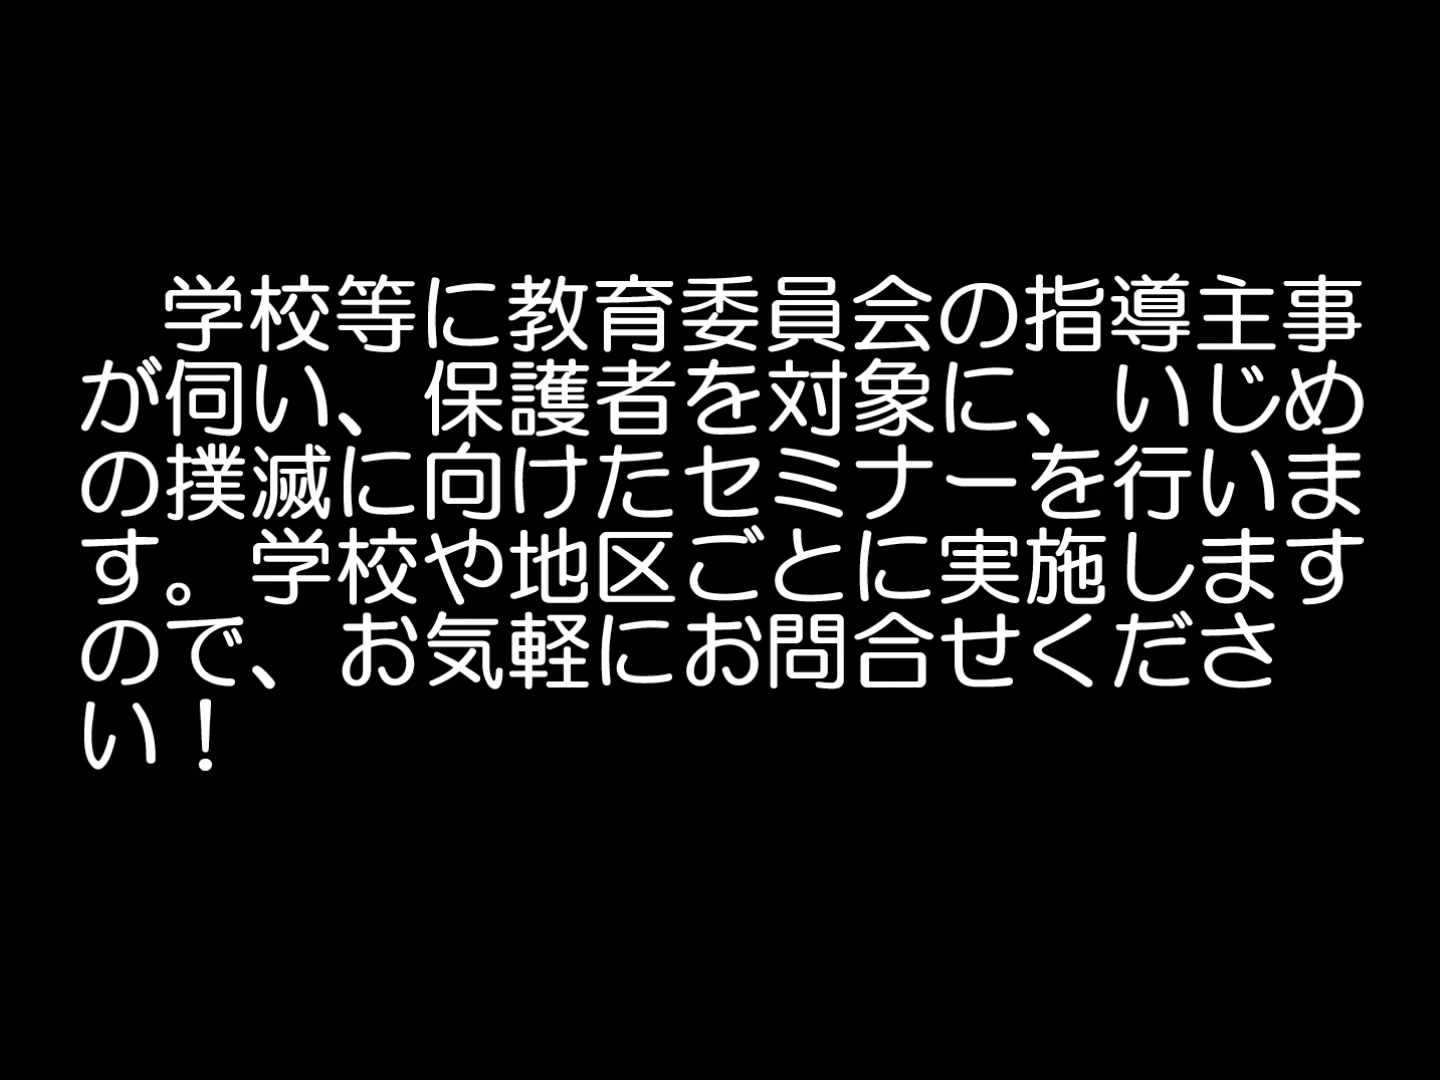 学校等に教育委員会の指導主事
が伺い、保護者を対象に、いじめ
の撲滅に向けたセミナーを行いま
す。学校や地区ごとに実施します
ので、お気軽にお問合せくださ
い！